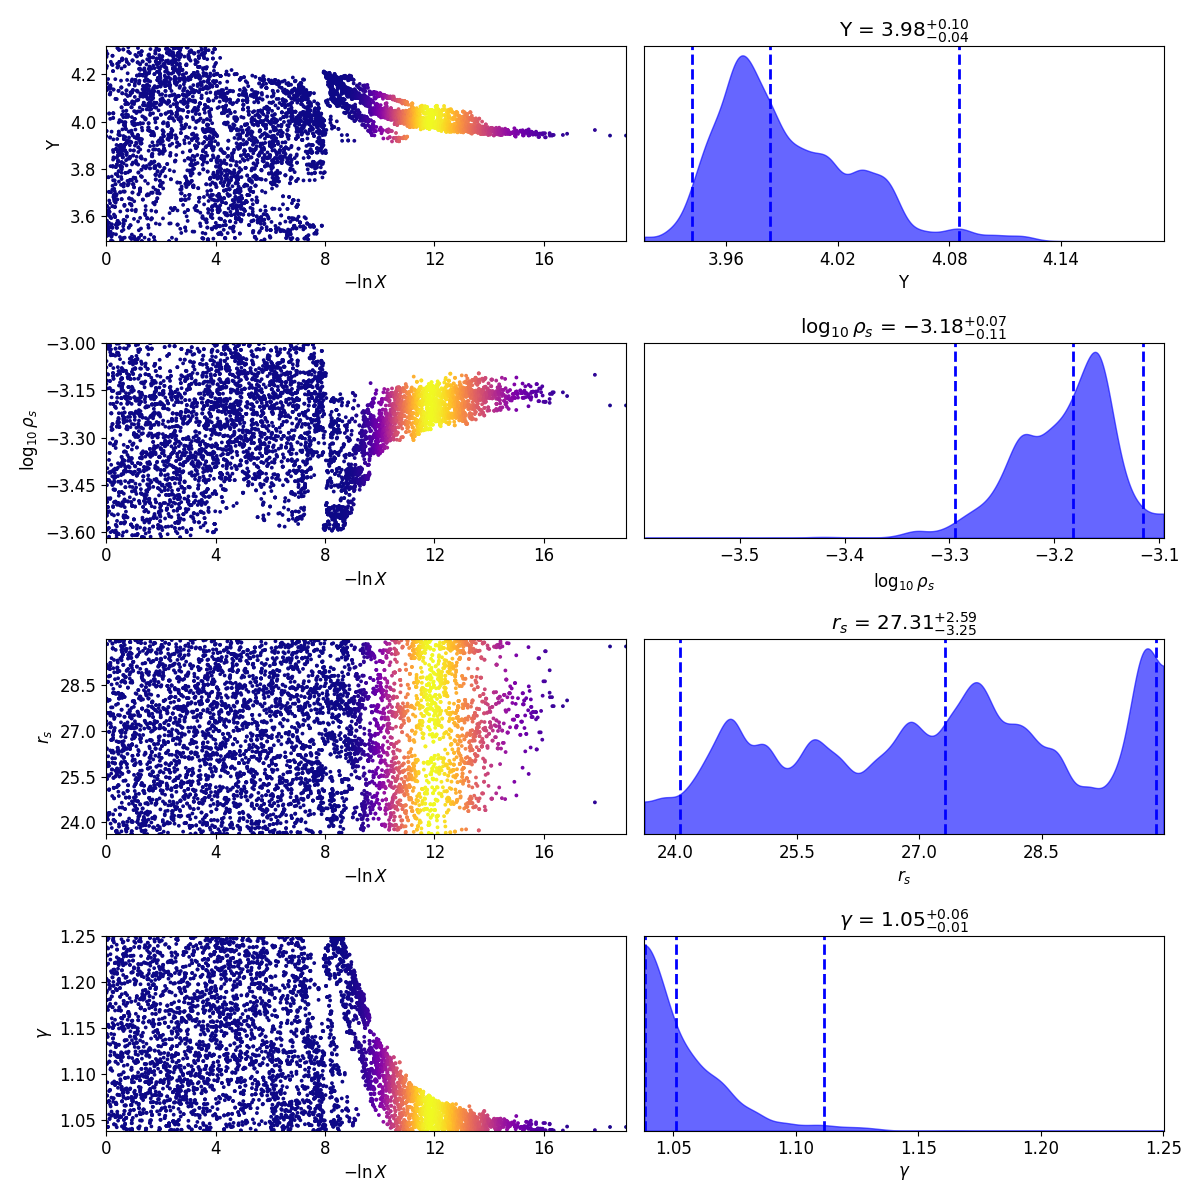 Y = 3.98^{+0.10}_{-0.04}
4.2
4.0
3.8
3.6
Y
0 4 8 12 16
−ln X
3.96 4.02 4.08 4.14
Y
log₁₀ ρₛ = −3.18^{+0.07}_{-0.11}
−3.00
−3.15
−3.30
−3.45
−3.60
log₁₀ ρₛ
0 4 8 12 16
−ln X
−3.5 −3.4 −3.3 −3.2 −3.1
log₁₀ ρₛ
rₛ = 27.31^{+2.59}_{-3.25}
28.5
27.0
25.5
24.0
rₛ
0 4 8 12 16
−ln X
24.0 25.5 27.0 28.5
rₛ
γ = 1.05^{+0.06}_{-0.01}
1.25
1.20
1.15
1.10
1.05
γ
0 4 8 12 16
−ln X
1.05 1.10 1.15 1.20 1.25
γ